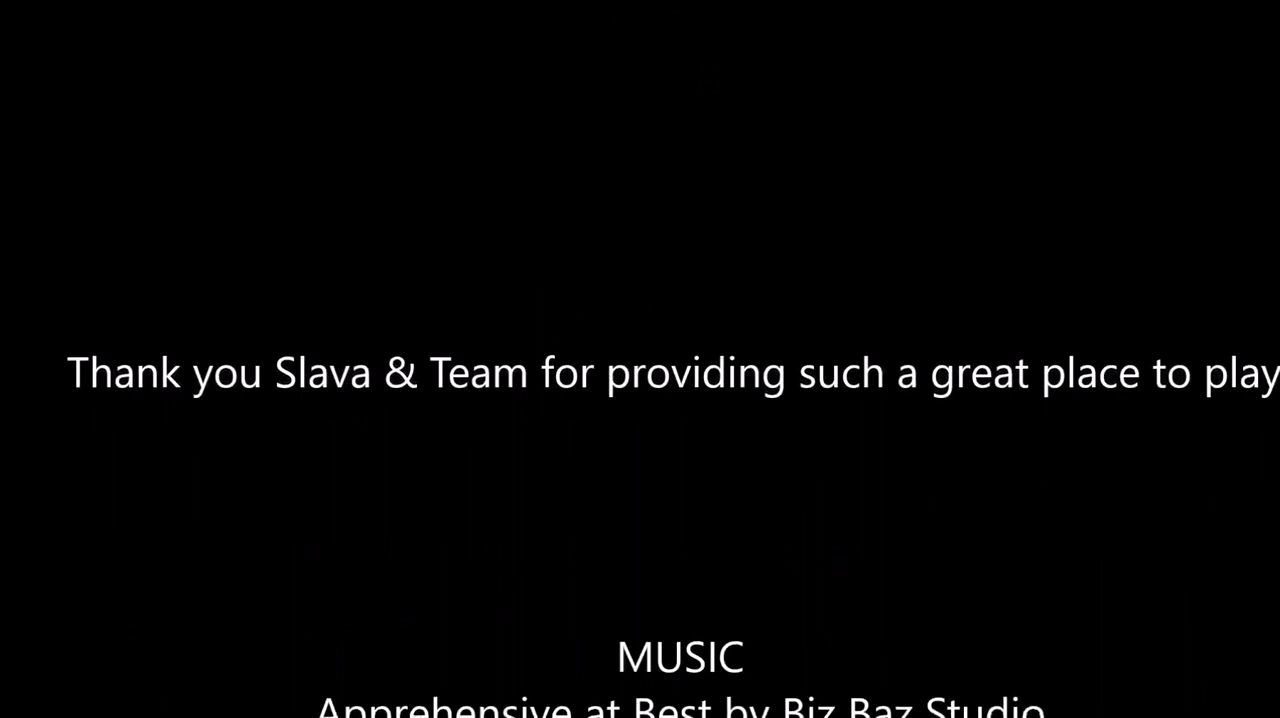 Thank you Slava & Team for providing such a great place to play
MUSIC
Apprehensive at Best by Biz Baz Studio